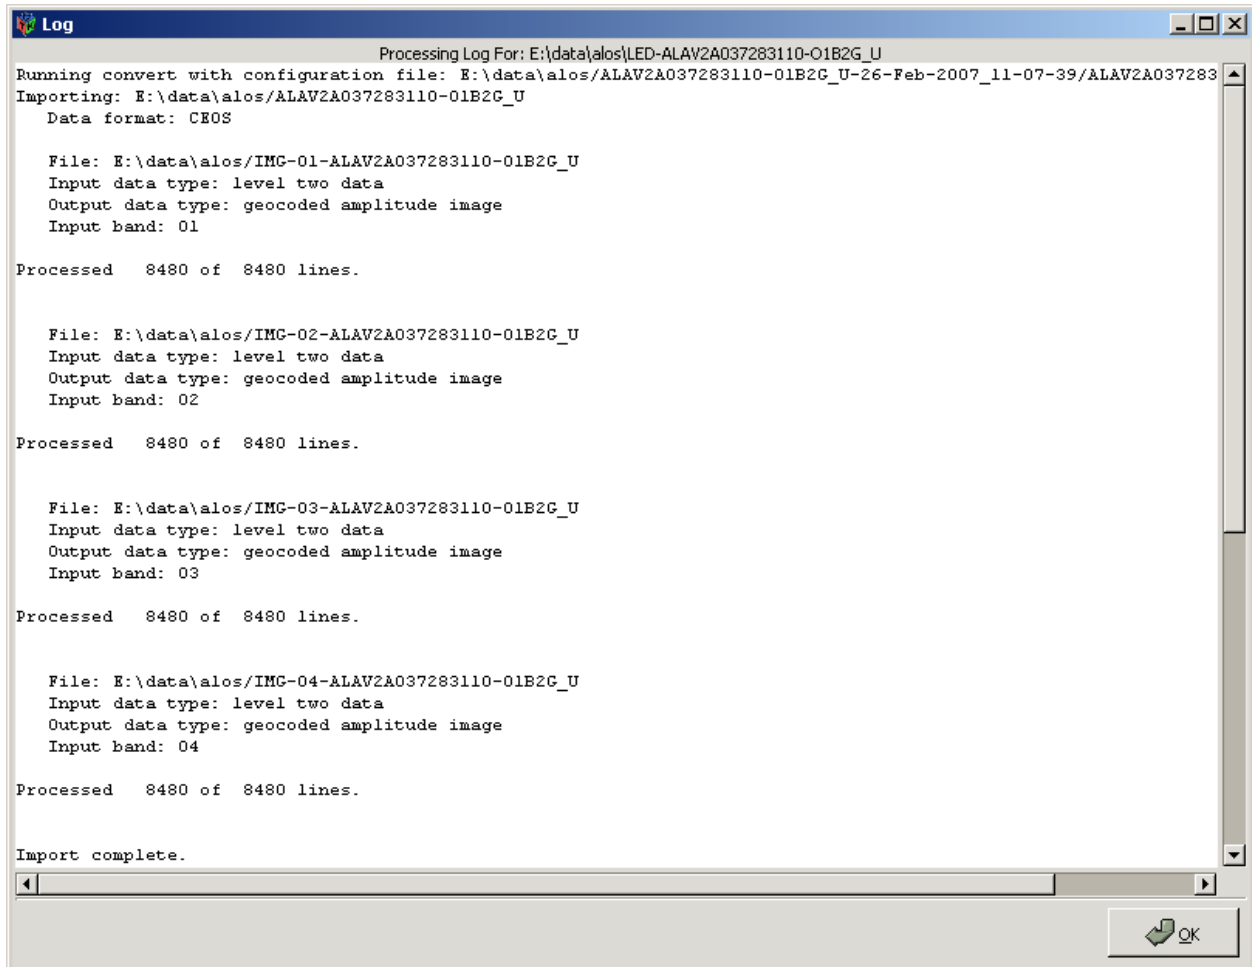 Log
Processing Log For: E:\data\alos\LED-ALAV2A037283110-O1B2G_U
Running convert with configuration file: E:\data\alos/ALAV2A037283110-O1B2G_U-26-Feb-2007_11-07-39/ALAV2A037283
Importing: E:\data\alos/ALAV2A037283110-O1B2G_U
Data format: CEOS
File: E:\data\alos/IMG-01-ALAV2A037283110-O1B2G_U
Input data type: level two data
Output data type: geocoded amplitude image
Input band: 01
Processed 8480 of 8480 lines.
File: E:\data\alos/IMG-02-ALAV2A037283110-O1B2G_U
Input data type: level two data
Output data type: geocoded amplitude image
Input band: 02
Processed 8480 of 8480 lines.
File: E:\data\alos/IMG-03-ALAV2A037283110-O1B2G_U
Input data type: level two data
Output data type: geocoded amplitude image
Input band: 03
Processed 8480 of 8480 lines.
File: E:\data\alos/IMG-04-ALAV2A037283110-O1B2G_U
Input data type: level two data
Output data type: geocoded amplitude image
Input band: 04
Processed 8480 of 8480 lines.
Import complete.
OK